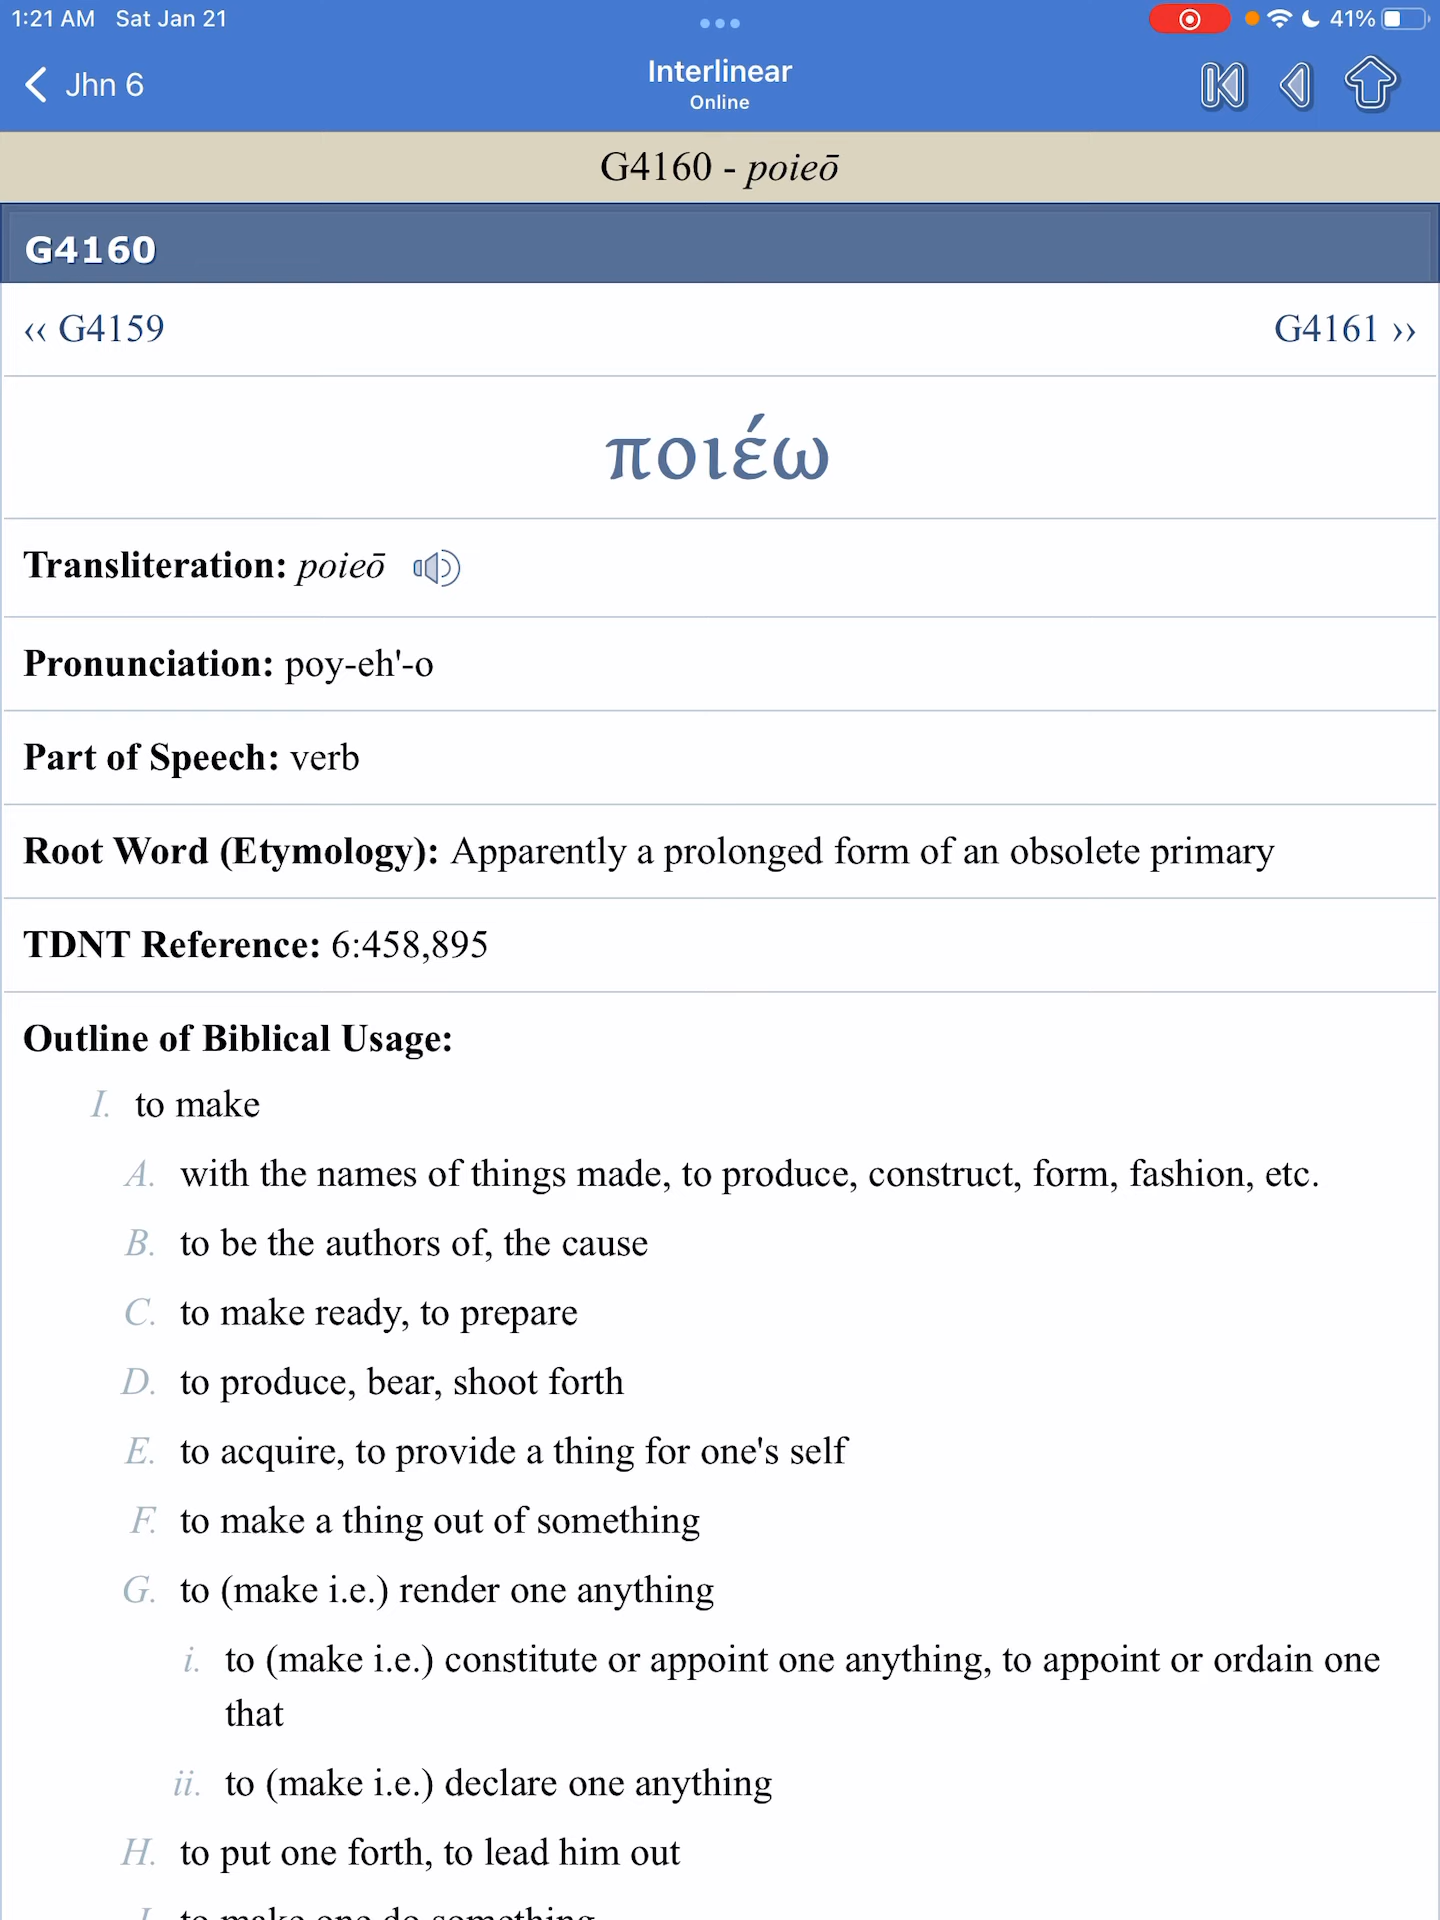 1:21 AM Sat Jan 21
41%
Jhn 6
Interlinear
Online
G4160 - poieō
G4160
‹‹ G4159
G4161 ››
ποιέω
Transliteration: poieō
Pronunciation: poy-eh'-o
Part of Speech: verb
Root Word (Etymology): Apparently a prolonged form of an obsolete primary
TDNT Reference: 6:458,895
Outline of Biblical Usage:
I. to make
A. with the names of things made, to produce, construct, form, fashion, etc.
B. to be the authors of, the cause
C. to make ready, to prepare
D. to produce, bear, shoot forth
E. to acquire, to provide a thing for one's self
F. to make a thing out of something
G. to (make i.e.) render one anything
i. to (make i.e.) constitute or appoint one anything, to appoint or ordain one
that
ii. to (make i.e.) declare one anything
H. to put one forth, to lead him out
I. to make one do something